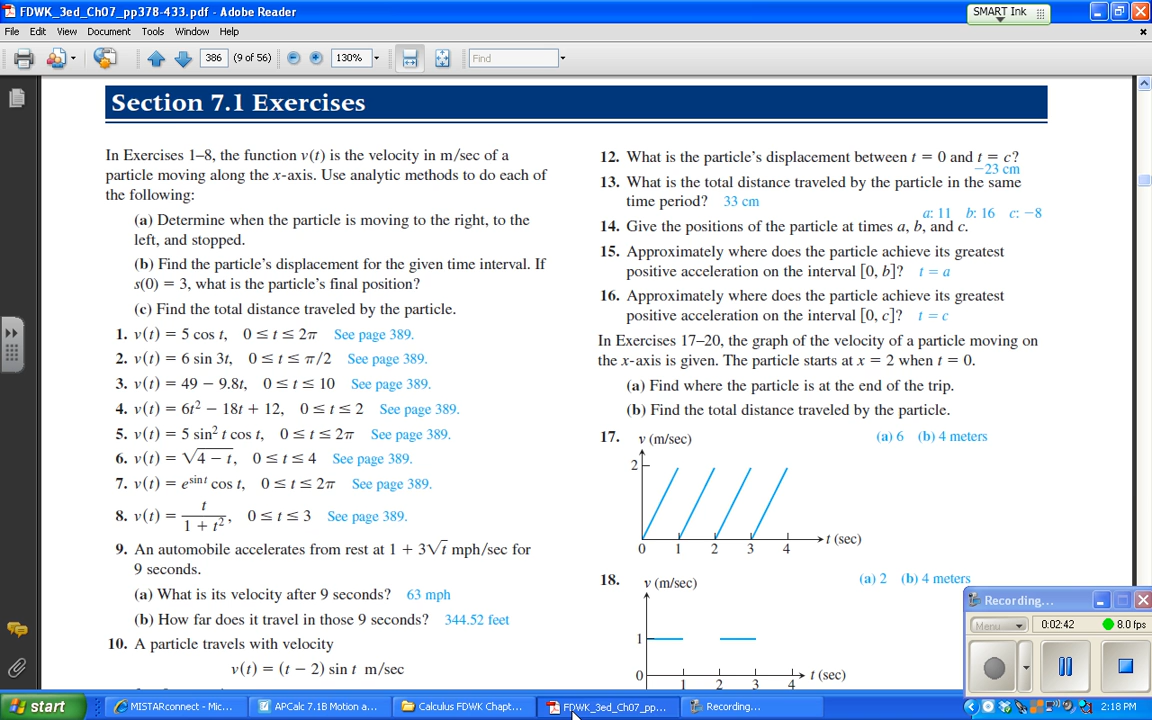 FDWK_3ed_Ch07_pp378-433.pdf - Adobe Reader
SMART Ink
File Edit View Document Tools Window Help
386 (9 of 56) 130% Find
Section 7.1 Exercises
In Exercises 1–8, the function v(t) is the velocity in m/sec of a
particle moving along the x-axis. Use analytic methods to do each of
the following:
(a) Determine when the particle is moving to the right, to the
left, and stopped.
(b) Find the particle's displacement for the given time interval. If
s(0) = 3, what is the particle's final position?
(c) Find the total distance traveled by the particle.
1. v(t) = 5 cos t, 0 ≤ t ≤ 2π See page 389.
2. v(t) = 6 sin 3t, 0 ≤ t ≤ π/2 See page 389.
3. v(t) = 49 − 9.8t, 0 ≤ t ≤ 10 See page 389.
4. v(t) = 6t² − 18t + 12, 0 ≤ t ≤ 2 See page 389.
5. v(t) = 5 sin² t cos t, 0 ≤ t ≤ 2π See page 389.
6. v(t) = √(4 − t), 0 ≤ t ≤ 4 See page 389.
7. v(t) = e^(sin t) cos t, 0 ≤ t ≤ 2π See page 389.
8. v(t) = t/(1 + t²), 0 ≤ t ≤ 3 See page 389.
9. An automobile accelerates from rest at 1 + 3√t mph/sec for
9 seconds.
(a) What is its velocity after 9 seconds? 63 mph
(b) How far does it travel in those 9 seconds? 344.52 feet
10. A particle travels with velocity
v(t) = (t − 2) sin t m/sec
12. What is the particle's displacement between t = 0 and t = c?
−23 cm
13. What is the total distance traveled by the particle in the same
time period? 33 cm
a: 11 b: 16 c: −8
14. Give the positions of the particle at times a, b, and c.
15. Approximately where does the particle achieve its greatest
positive acceleration on the interval [0, b]? t = a
16. Approximately where does the particle achieve its greatest
positive acceleration on the interval [0, c]? t = c
In Exercises 17–20, the graph of the velocity of a particle moving on
the x-axis is given. The particle starts at x = 2 when t = 0.
(a) Find where the particle is at the end of the trip.
(b) Find the total distance traveled by the particle.
17. v (m/sec) (a) 6 (b) 4 meters
2
0 1 2 3 4 t (sec)
18. v (m/sec) (a) 2 (b) 4 meters
1
0 1 2 3 4 t (sec)
Recording...
Menu 0:02:42 8.0 fps
start MISTARconnect - Mic... APCalc 7.1B Motion a... Calculus FDWK Chapt... FDWK_3ed_Ch07_pp... Recording... 2:18 PM